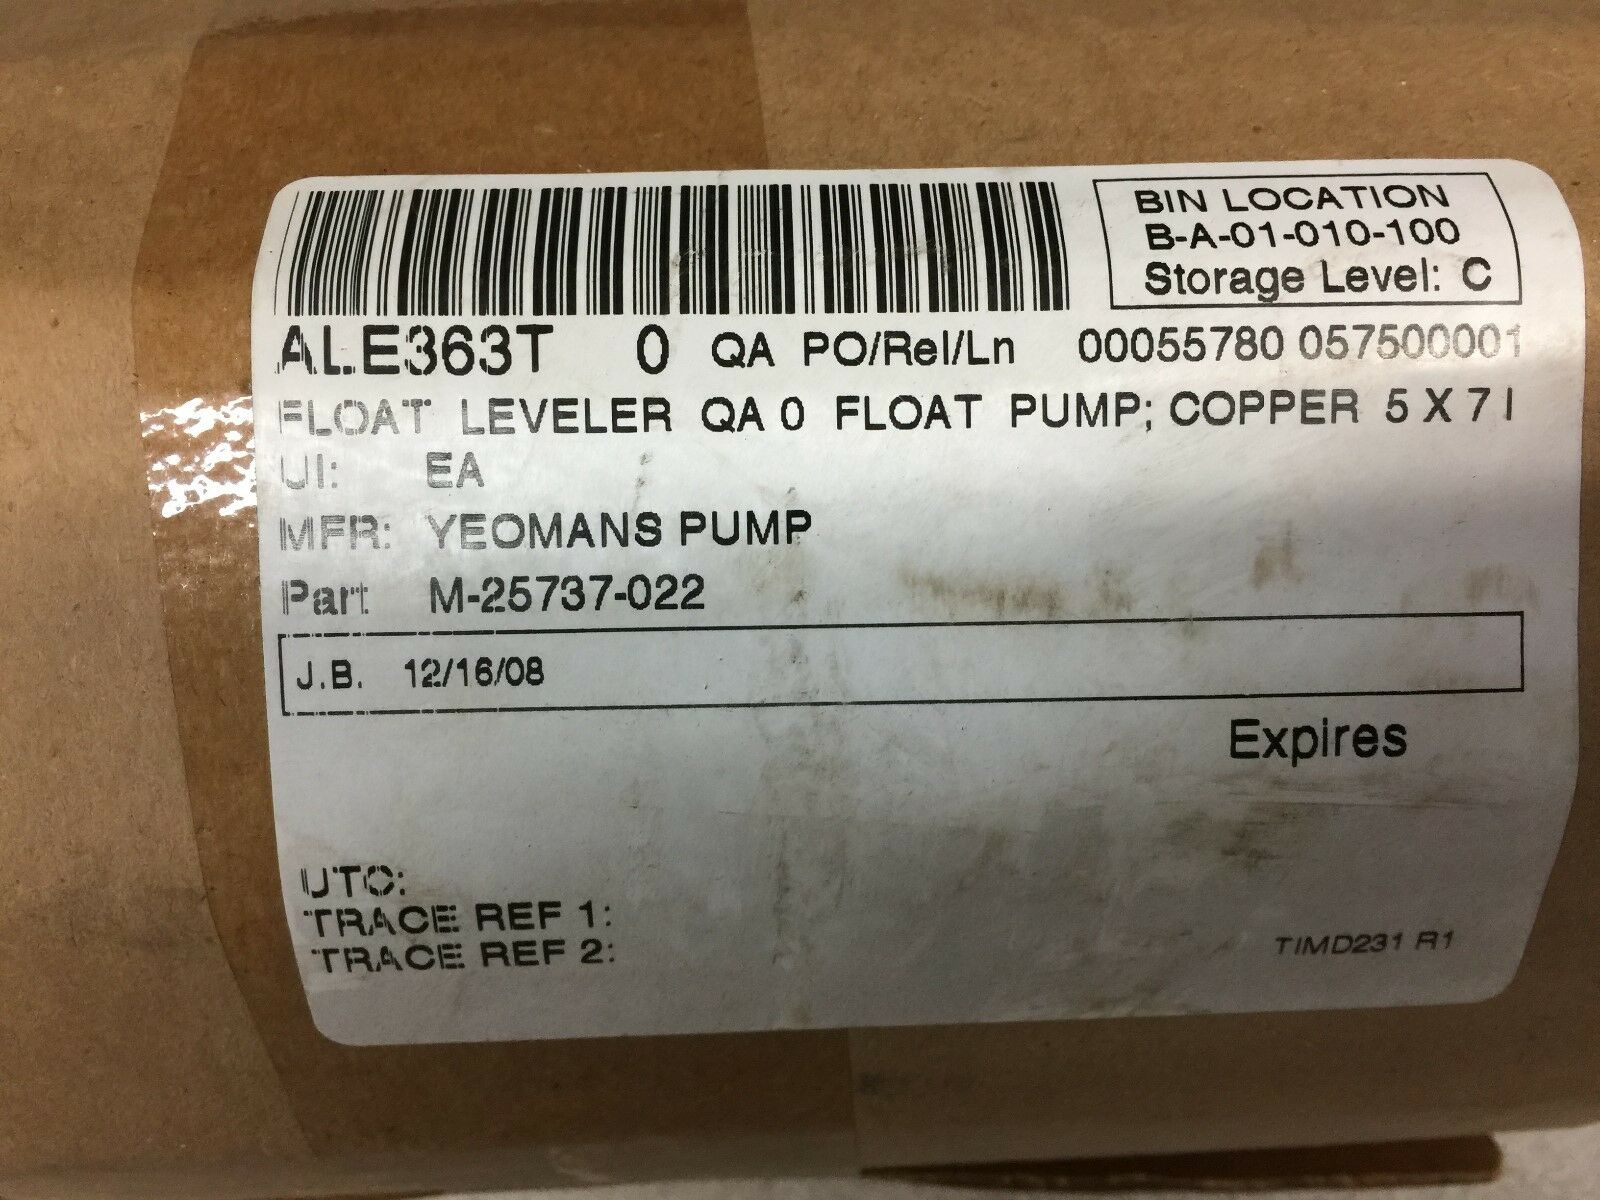 BIN LOCATION
B-A-01-010-100
Storage Level: C
ALE363T 0 QA PO/Rel/Ln 00055780 057500001
FLOAT LEVELER QA 0 FLOAT PUMP; COPPER 5 X 7 I
UI: EA
MFR: YEOMANS PUMP
Part M-25737-022
J.B. 12/16/08
Expires
UTC:
TRACE REF 1:
TRACE REF 2:
TIMD231 R1